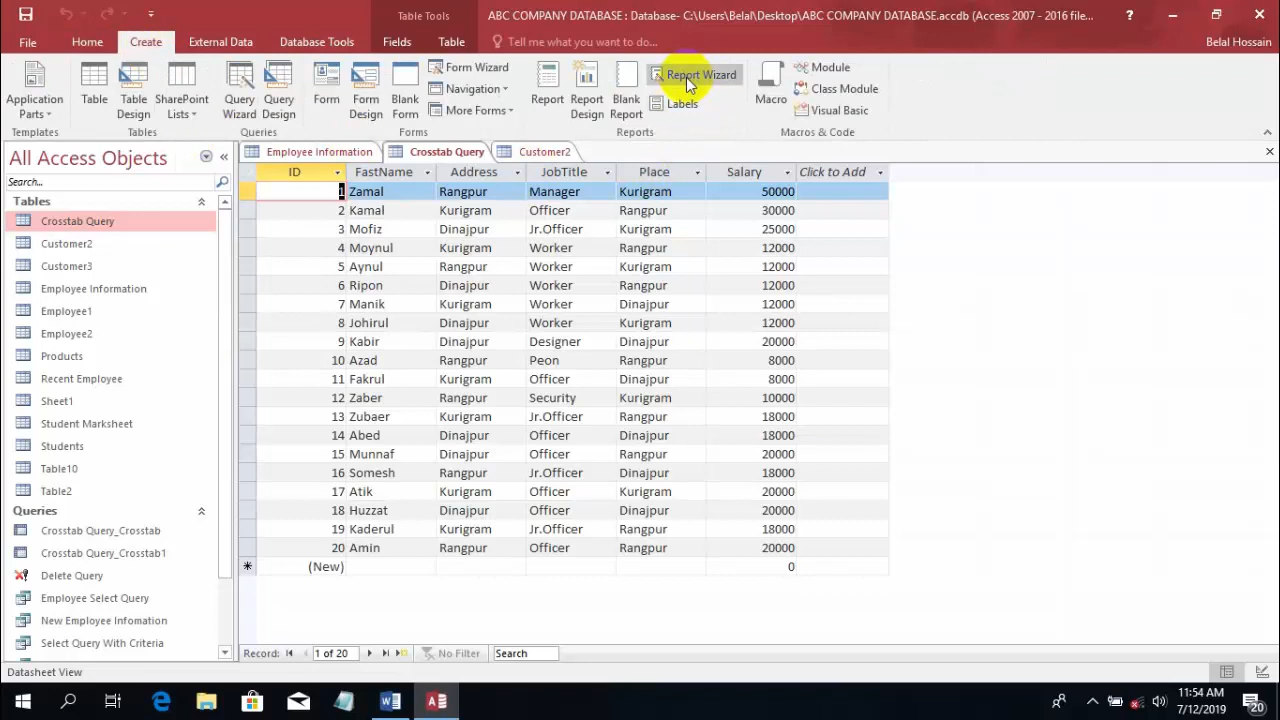 Table Tools
ABC COMPANY DATABASE : Database- C:\Users\Belal\Desktop\ABC COMPANY DATABASE.accdb (Access 2007 - 2016 file...
?
File Home Create External Data Database Tools Fields Table Tell me what you want to do... Belal Hossain
Application Parts
Templates
Table
Table Design
SharePoint Lists
Tables
Query Wizard
Query Design
Queries
Form
Form Design
Blank Form
Form Wizard
Navigation
More Forms
Forms
Report
Report Design
Blank Report
Report Wizard
Labels
Reports
Macro
Module
Class Module
Visual Basic
Macros & Code
All Access Objects
Search...
Tables
Crosstab Query
Customer2
Customer3
Employee Information
Employee1
Employee2
Products
Recent Employee
Sheet1
Student Marksheet
Students
Table10
Table2
Queries
Crosstab Query_Crosstab
Crosstab Query_Crosstab1
Delete Query
Employee Select Query
New Employee Infomation
Select Query With Criteria
Employee Information Crosstab Query Customer2
ID FastName Address JobTitle Place Salary Click to Add
1 Zamal Rangpur Manager Kurigram 50000
2 Kamal Kurigram Officer Rangpur 30000
3 Mofiz Dinajpur Jr.Officer Kurigram 25000
4 Moynul Kurigram Worker Rangpur 12000
5 Aynul Rangpur Worker Kurigram 12000
6 Ripon Dinajpur Worker Rangpur 12000
7 Manik Kurigram Worker Dinajpur 12000
8 Johirul Dinajpur Worker Kurigram 12000
9 Kabir Dinajpur Designer Dinajpur 20000
10 Azad Rangpur Peon Rangpur 8000
11 Fakrul Kurigram Officer Dinajpur 8000
12 Zaber Rangpur Security Kurigram 10000
13 Zubaer Kurigram Jr.Officer Rangpur 18000
14 Abed Dinajpur Officer Rangpur 18000
15 Munnaf Dinajpur Officer Rangpur 20000
16 Somesh Rangpur Jr.Officer Dinajpur 18000
17 Atik Kurigram Officer Kurigram 20000
18 Huzzat Dinajpur Officer Dinajpur 20000
19 Kaderul Kurigram Jr.Officer Rangpur 18000
20 Amin Rangpur Officer Rangpur 20000
(New) 0
Record: 1 of 20 No Filter Search
Datasheet View
11:54 AM
7/12/2019
20